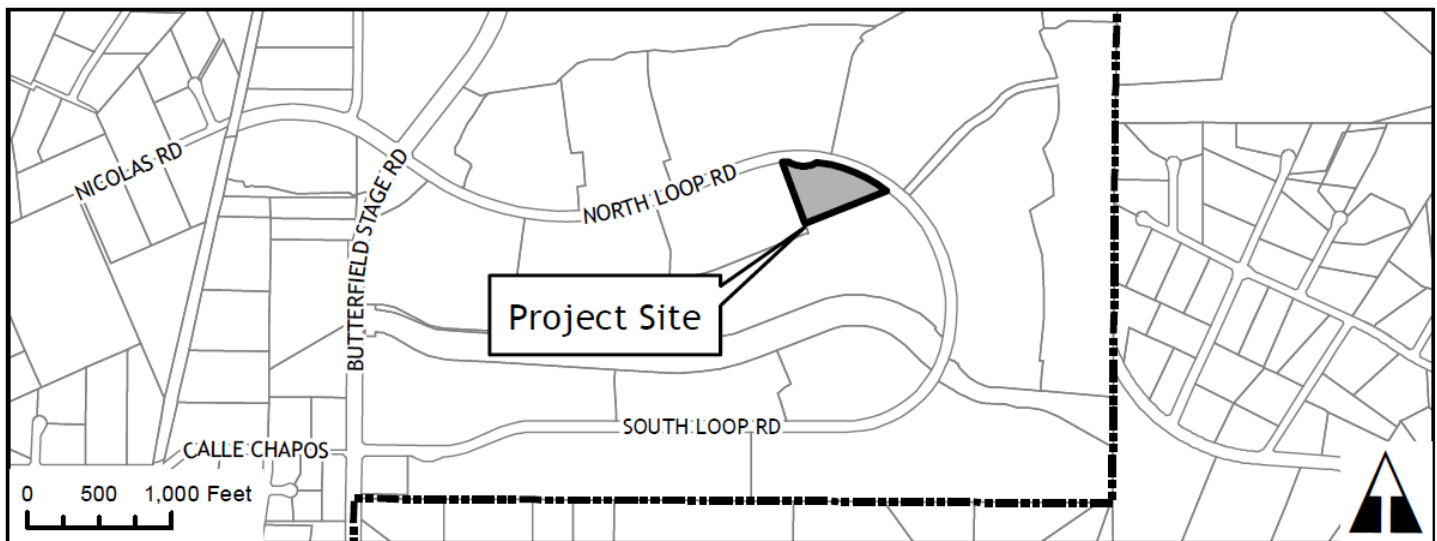 NICOLAS RD
BUTTERFIELD STAGE RD
NORTH LOOP RD
Project Site
SOUTH LOOP RD
CALLE CHAPOS
0 500 1,000 Feet